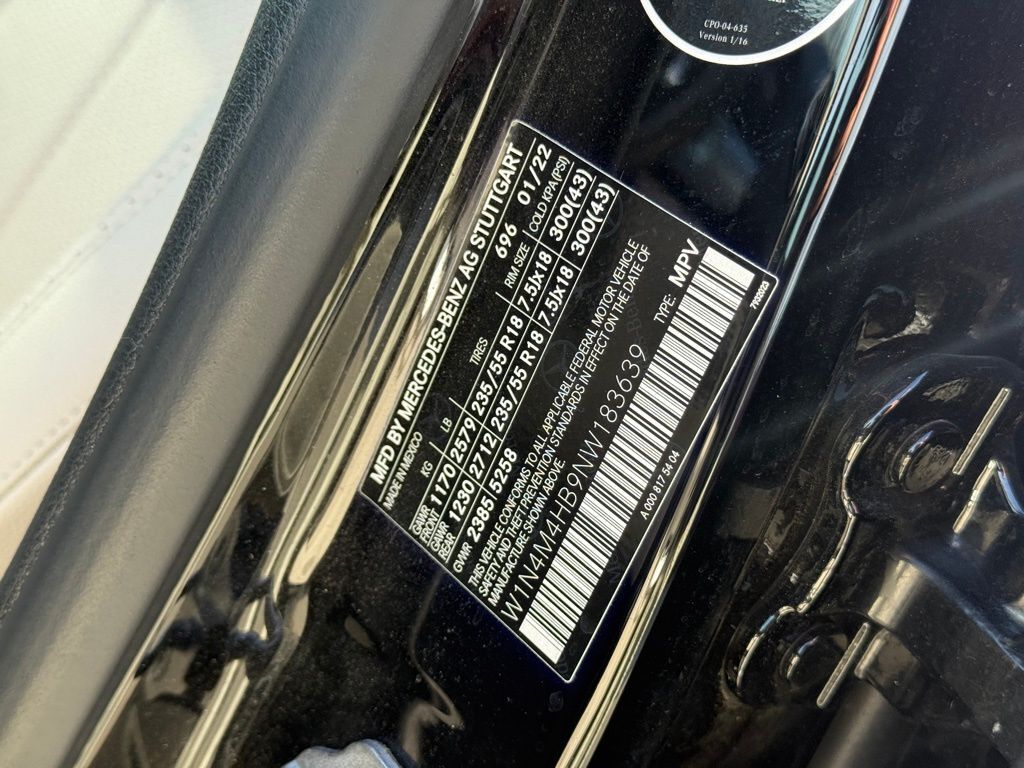 CPO-04-635
Version 1/16
MFD BY MERCEDES-BENZ AG STUTTGART
MADE IN MEXICO 696 01/22
KG LB TIRES RIM SIZE COLD KPA(PSI)
GAWR FRONT 1170 2579 235/55 R18 7.5Jx18 300(43)
GAWR REAR 1230 2712 235/55 R18 7.5Jx18 300(43)
GVWR 2385 5258
THIS VEHICLE CONFORMS TO ALL APPLICABLE FEDERAL MOTOR VEHICLE
SAFETY AND THEFT PREVENTION STANDARDS IN EFFECT ON THE DATE OF
MANUFACTURE SHOWN ABOVE.
W1N4M4HB9NW183639 TYPE: MPV
A 000 817 54 04 7922023